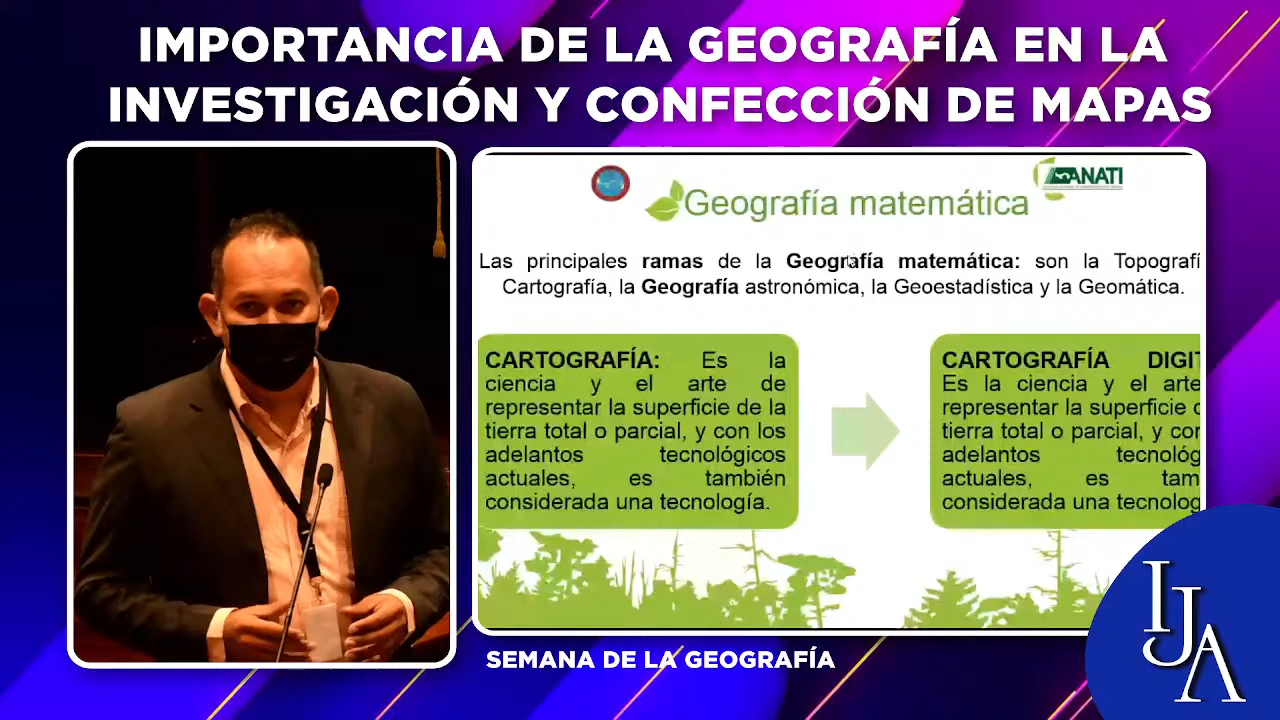 IMPORTANCIA DE LA GEOGRAFÍA EN LA
INVESTIGACIÓN Y CONFECCIÓN DE MAPAS
ANATI
Geografía matemática
Las principales ramas de la Geografía matemática: son la Topografí
Cartografía, la Geografía astronómica, la Geoestadística y la Geomática.
CARTOGRAFÍA: Es la
ciencia y el arte de
representar la superficie de la
tierra total o parcial, y con los
adelantos tecnológicos
actuales, es también
considerada una tecnología.
CARTOGRAFÍA DIGIT
Es la ciencia y el arte
representar la superficie d
tierra total o parcial, y con
adelantos tecnológ
actuales, es tam
considerada una tecnolog
SEMANA DE LA GEOGRAFÍA
IJA